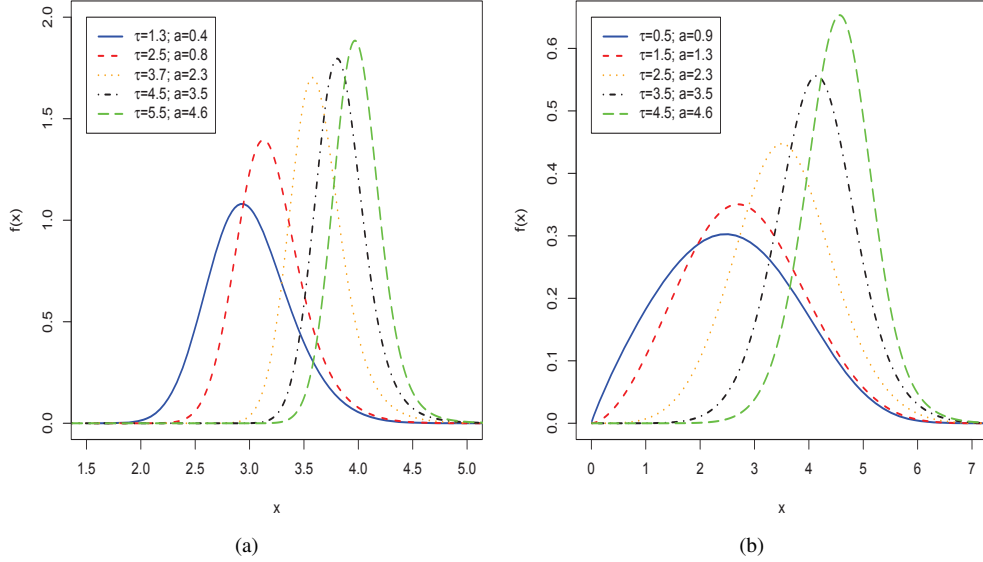 τ=1.3; a=0.4
τ=2.5; a=0.8
τ=3.7; a=2.3
τ=4.5; a=3.5
τ=5.5; a=4.6
f(x)
2.0
1.5
1.0
0.5
0.0
1.5 2.0 2.5 3.0 3.5 4.0 4.5 5.0
x
(a)
τ=0.5; a=0.9
τ=1.5; a=1.3
τ=2.5; a=2.3
τ=3.5; a=3.5
τ=4.5; a=4.6
f(x)
0.6
0.5
0.4
0.3
0.2
0.1
0.0
0 1 2 3 4 5 6 7
x
(b)